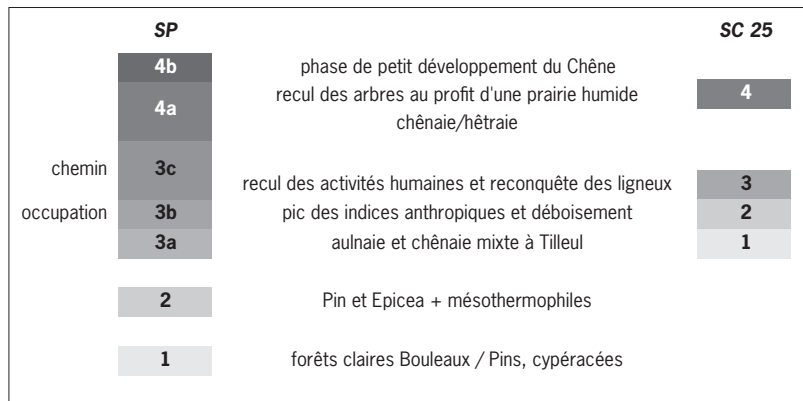 SP SC 25
4b phase de petit développement du Chêne
4a recul des arbres au profit d'une prairie humide 4
chênaie/hêtraie
chemin 3c
recul des activités humaines et reconquête des ligneux 3
occupation 3b pic des indices anthropiques et déboisement 2
3a aulnaie et chênaie mixte à Tilleul 1
2 Pin et Epicea + mésothermophiles
1 forêts claires Bouleaux / Pins, cypéracées